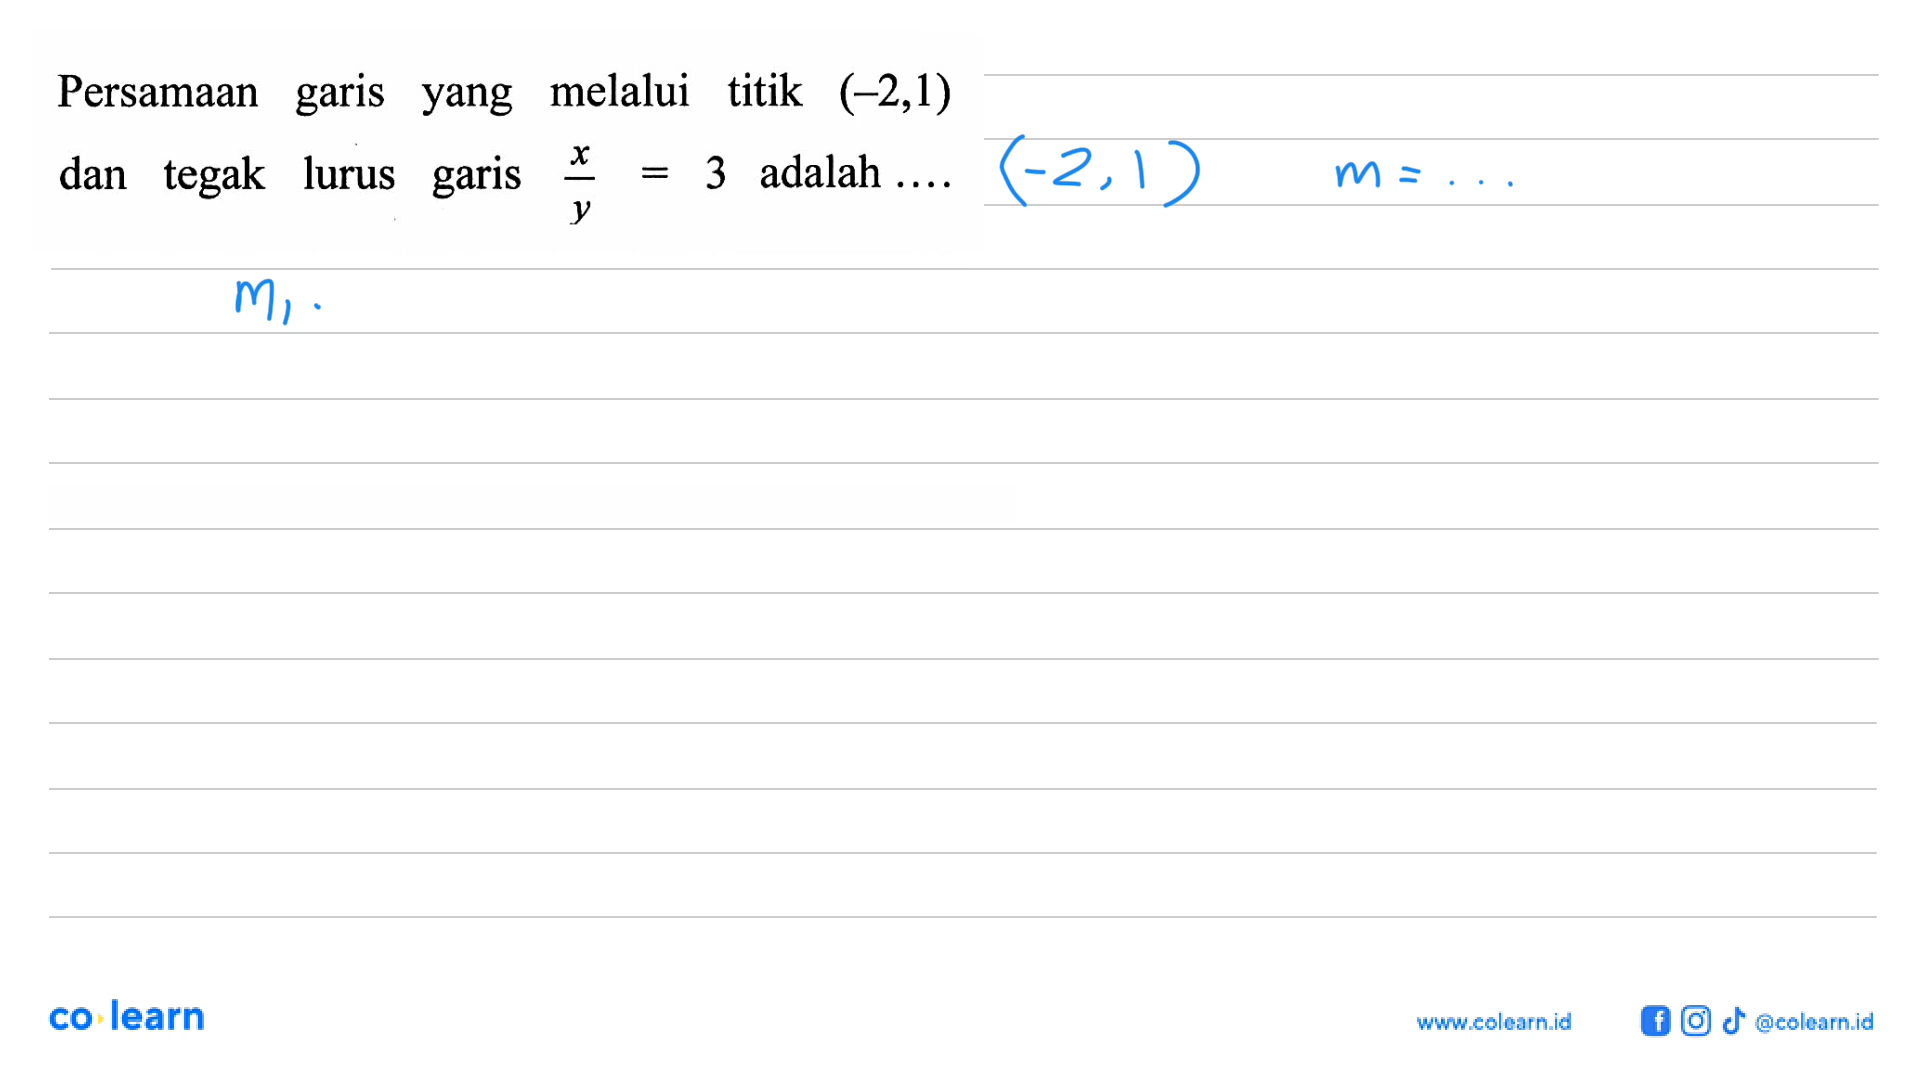 Persamaan garis yang melalui titik (–2,1)
dan tegak lurus garis x/y = 3 adalah ....
(-2, 1) m = ...
m₁ .
co learn
www.colearn.id @colearn.id